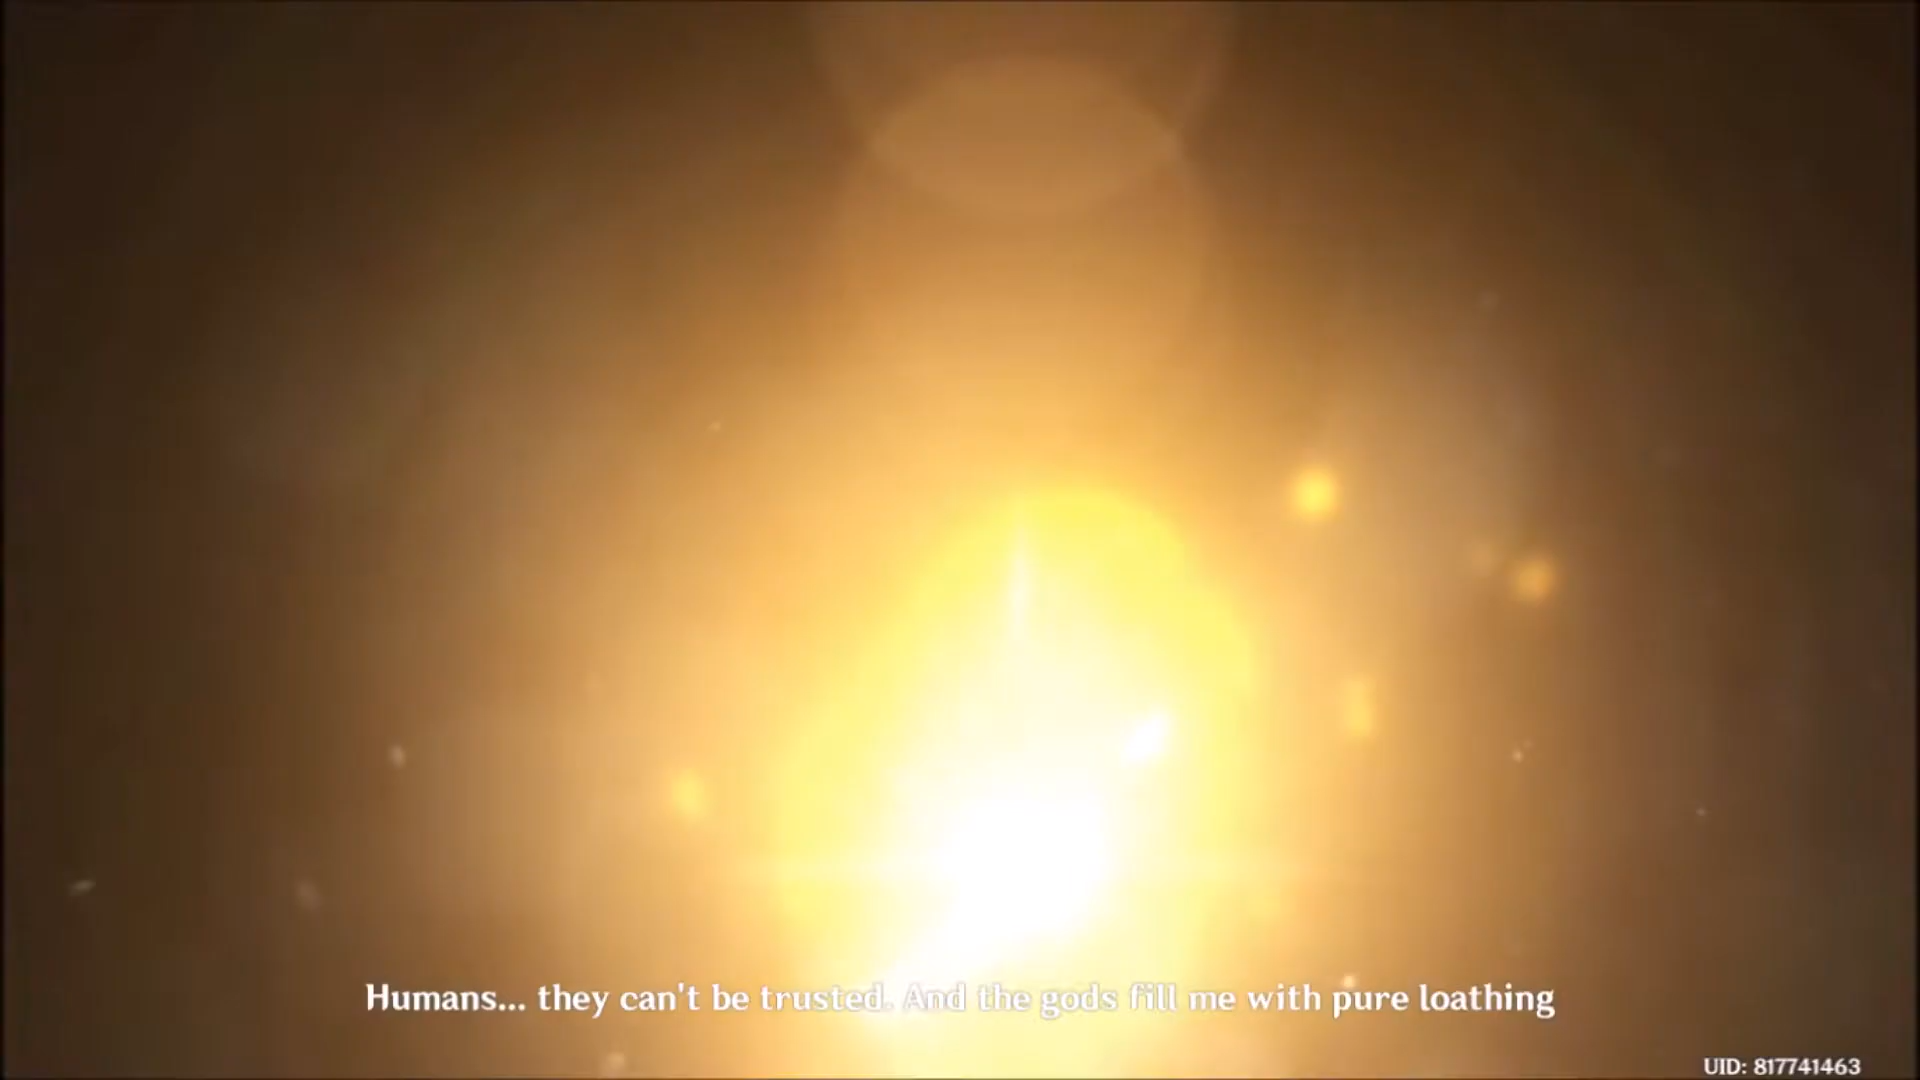 Humans... they can't be trusted. And the gods fill me with pure loathing
UID: 817741463